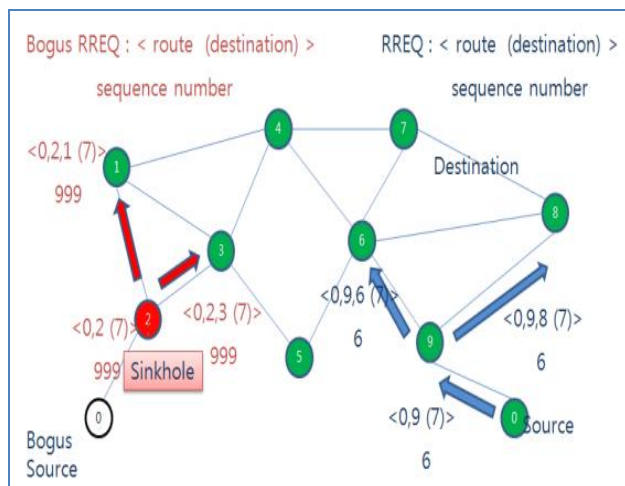 Bogus RREQ : < route (destination) >
sequence number
RREQ : < route (destination) >
sequence number
4
7
<0,2,1 (7)>
1
999
Destination
8
6
3
<0,9,6 (7)>
6
<0,2 (7)>
2
<0,2,3 (7)>
999
999
Sinkhole
5
9
<0,9,8 (7)>
6
0
Bogus
Source
<0,9 (7)>
6
0
Source